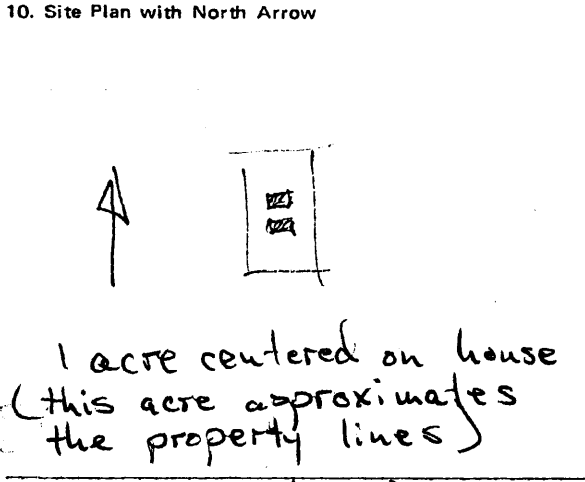 10. Site Plan with North Arrow
1 acre centered on house
(this acre approximates
the property lines)